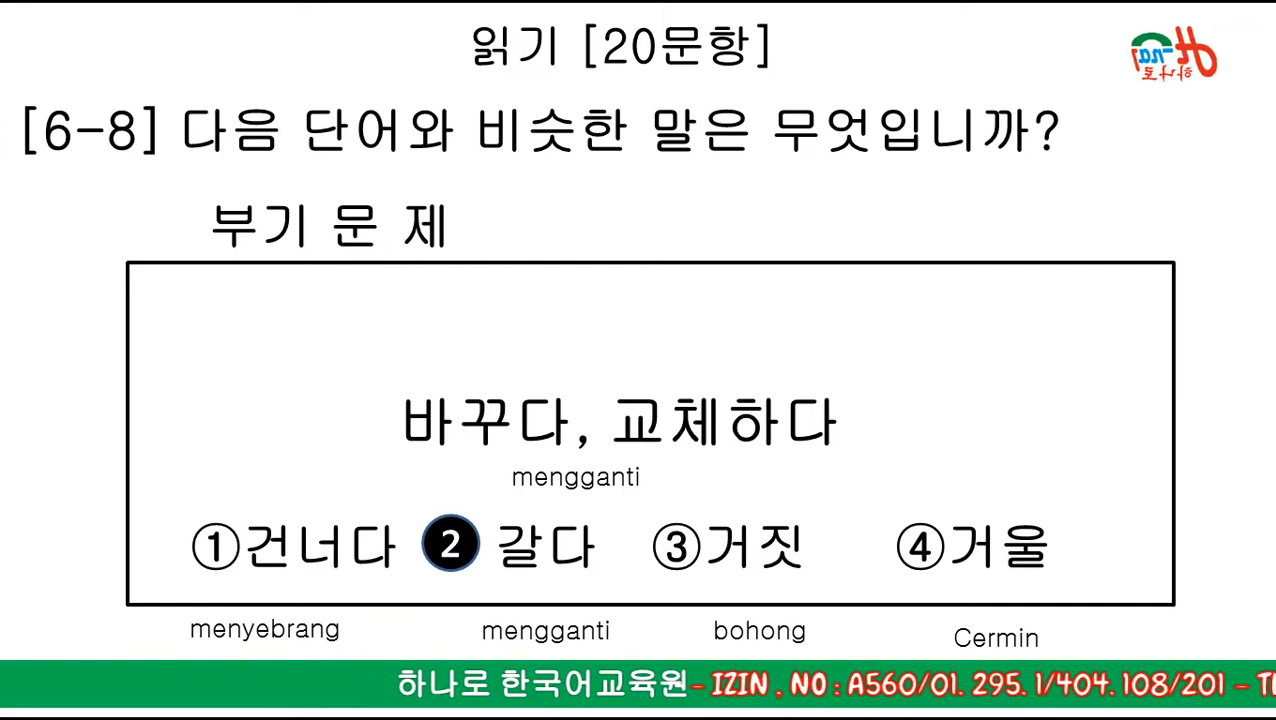 읽기 [20문항]
하나로
[6-8] 다음 단어와 비슷한 말은 무엇입니까?
부기 문 제
바꾸다, 교체하다
mengganti
①건너다 ❷ 갈다 ③거짓 ④거울
menyebrang mengganti bohong Cermin
하나로 한국어교육원- IZIN . NO : A560/01. 295. 1/404. 108/201 -